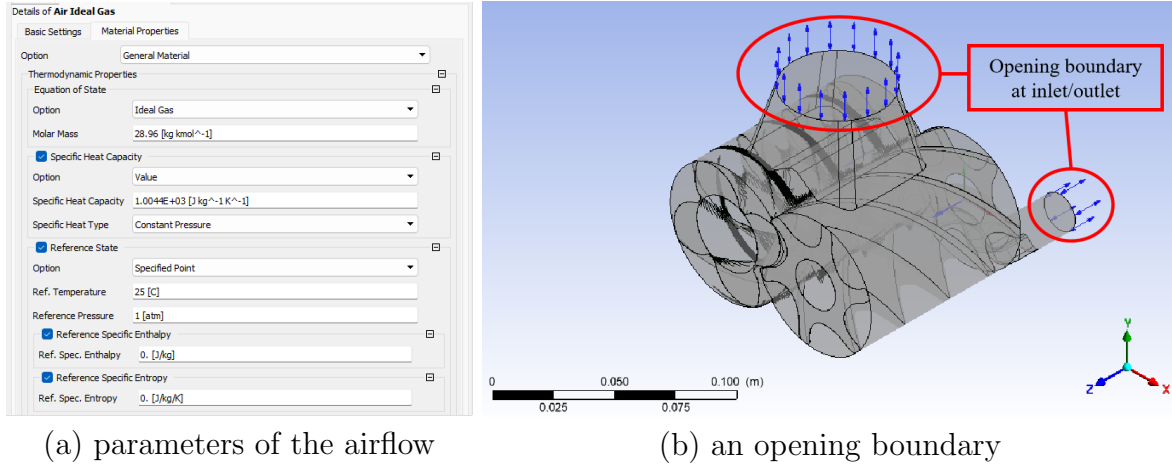 Details of Air Ideal Gas
Basic Settings Material Properties
Option General Material
Thermodynamic Properties
Equation of State
Option Ideal Gas
Molar Mass 28.96 [kg kmol^-1]
Specific Heat Capacity
Option Value
Specific Heat Capacity 1.0044E+03 [J kg^-1 K^-1]
Specific Heat Type Constant Pressure
Reference State
Option Specified Point
Ref. Temperature 25 [C]
Reference Pressure 1 [atm]
Reference Specific Enthalpy
Ref. Spec. Enthalpy 0. [J/kg]
Reference Specific Entropy
Ref. Spec. Entropy 0. [J/kg/K]
(a) parameters of the airflow
Opening boundary
at inlet/outlet
0 0.050 0.100 (m)
0.025 0.075
Y
Z X
(b) an opening boundary